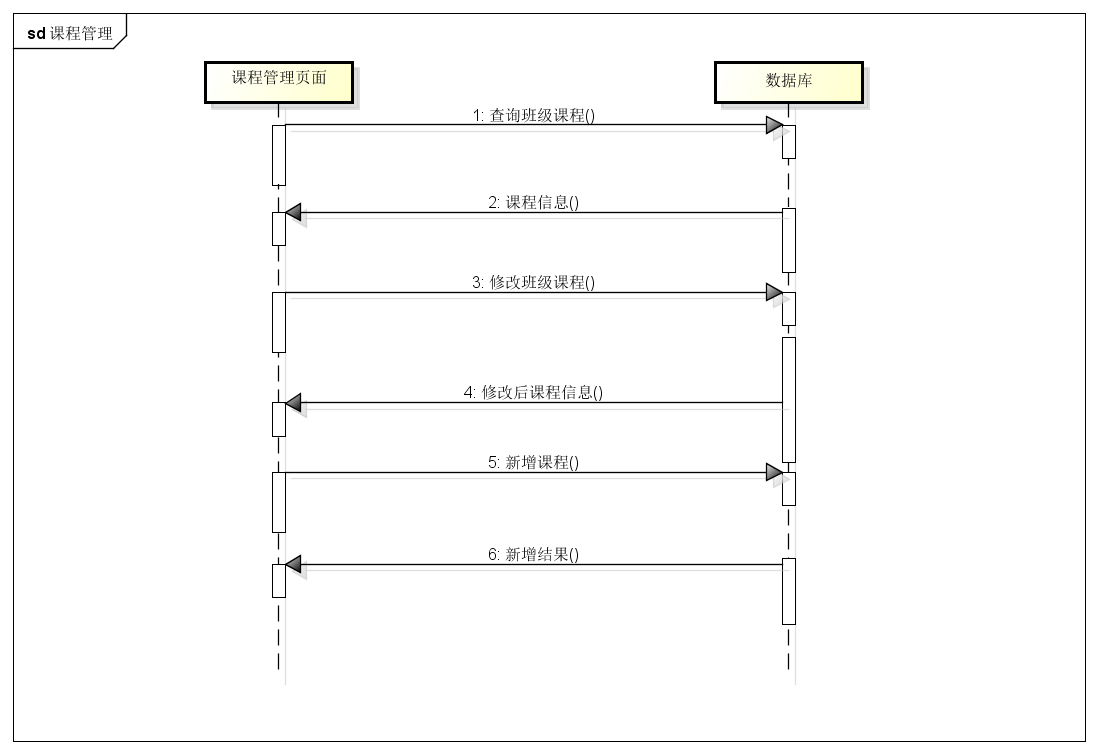 sd 课程管理
课程管理页面
数据库
1: 查询班级课程()
2: 课程信息()
3: 修改班级课程()
4: 修改后课程信息()
5: 新增课程()
6: 新增结果()